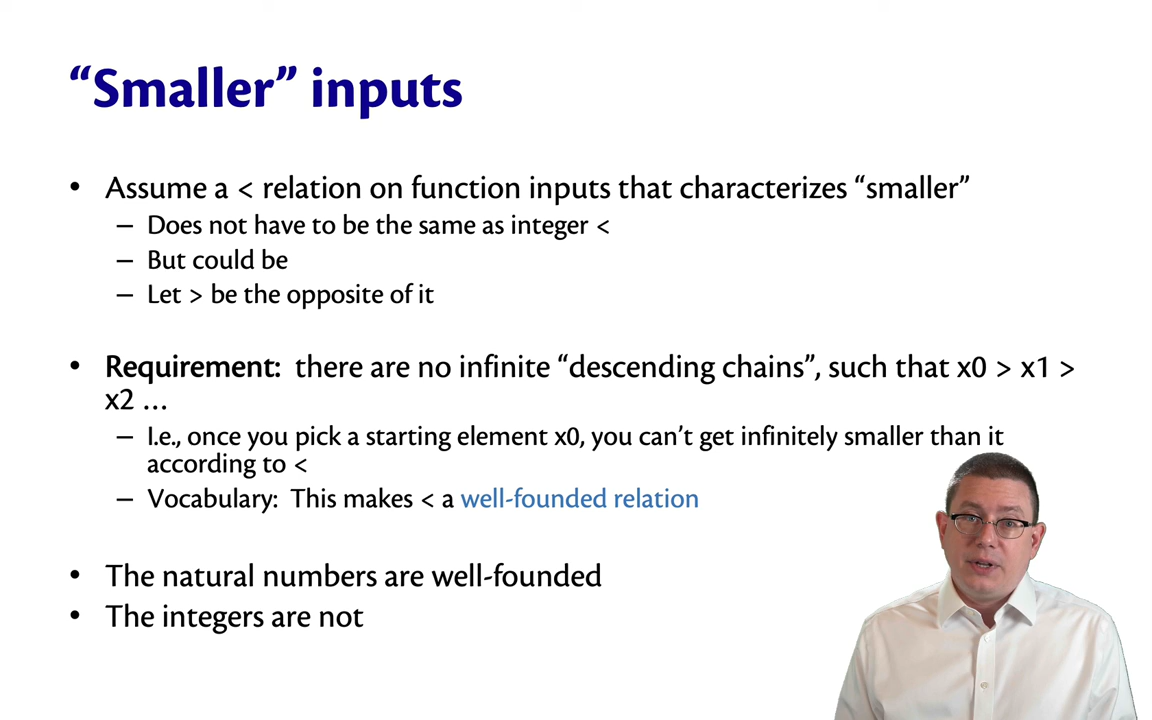 “Smaller” inputs
• Assume a < relation on function inputs that characterizes “smaller”
– Does not have to be the same as integer <
– But could be
– Let > be the opposite of it
• Requirement: there are no infinite “descending chains”, such that x0 > x1 >
x2 …
– I.e., once you pick a starting element x0, you can’t get infinitely smaller than it
according to <
– Vocabulary: This makes < a well-founded relation
• The natural numbers are well-founded
• The integers are not